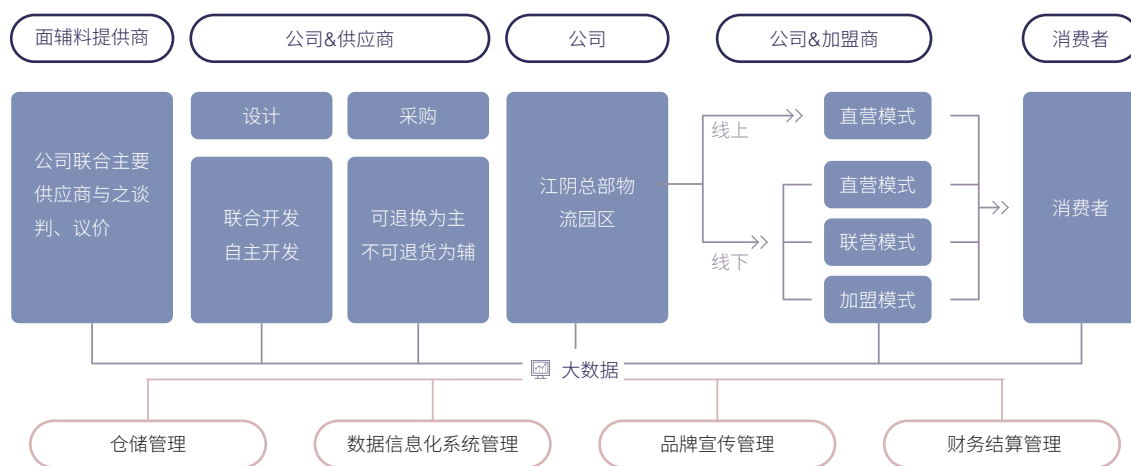 面辅料提供商
公司&供应商
公司
公司&加盟商
消费者
公司联合主要
供应商与之谈
判、议价
设计
联合开发
自主开发
采购
可退换为主
不可退货为辅
江阴总部物
流园区
线上
线下
直营模式
直营模式
联营模式
加盟模式
消费者
大数据
仓储管理
数据信息化系统管理
品牌宣传管理
财务结算管理